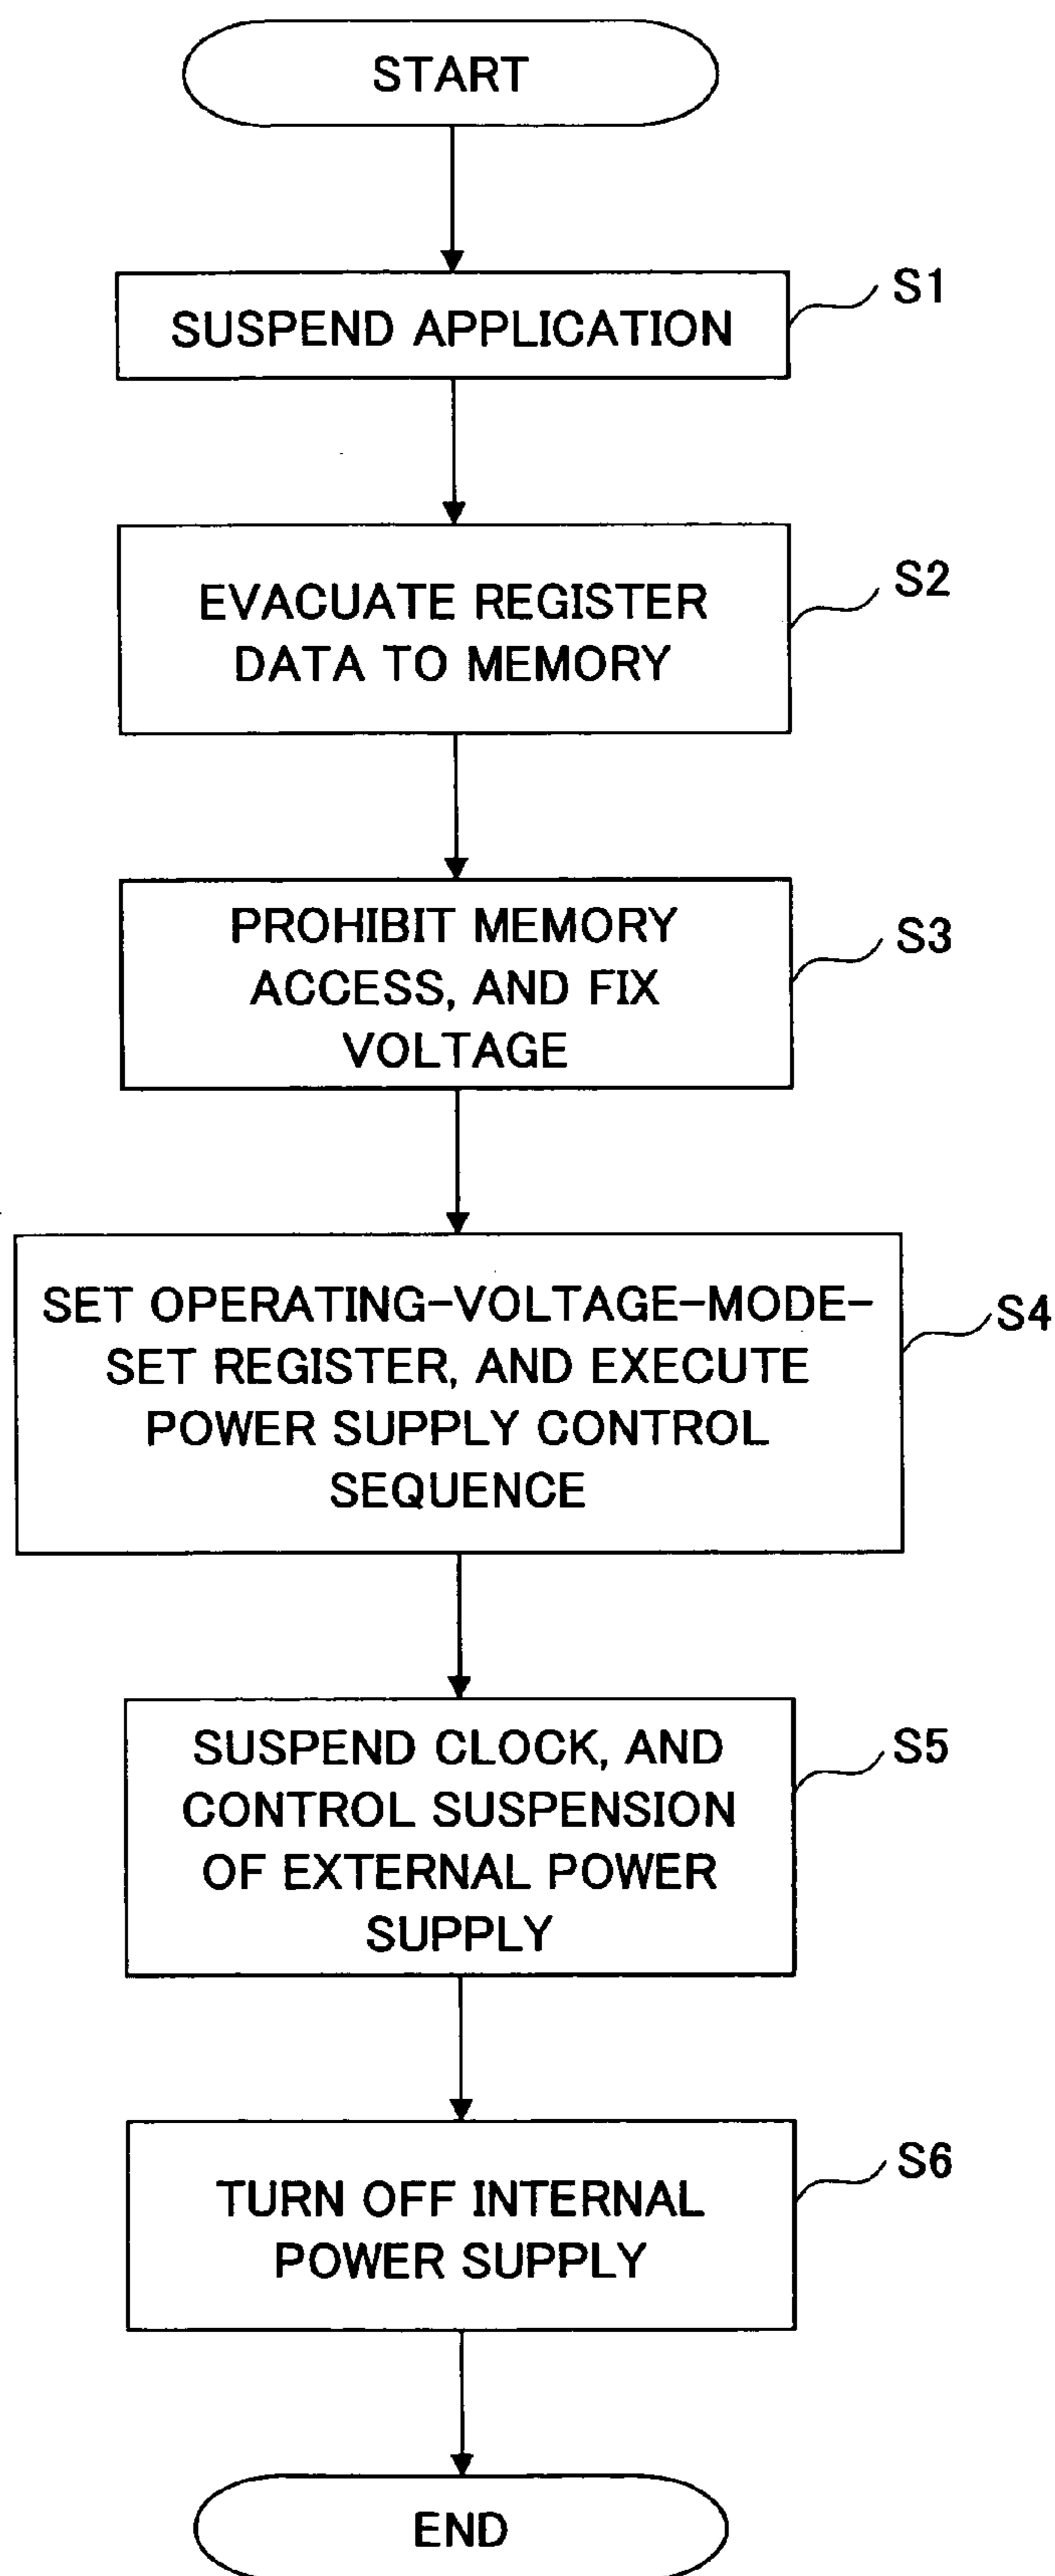 START
SUSPEND APPLICATION
S1
EVACUATE REGISTER
DATA TO MEMORY
S2
PROHIBIT MEMORY
ACCESS, AND FIX
VOLTAGE
S3
SET OPERATING-VOLTAGE-MODE-
SET REGISTER, AND EXECUTE
POWER SUPPLY CONTROL
SEQUENCE
S4
SUSPEND CLOCK, AND
CONTROL SUSPENSION
OF EXTERNAL POWER
SUPPLY
S5
TURN OFF INTERNAL
POWER SUPPLY
S6
END